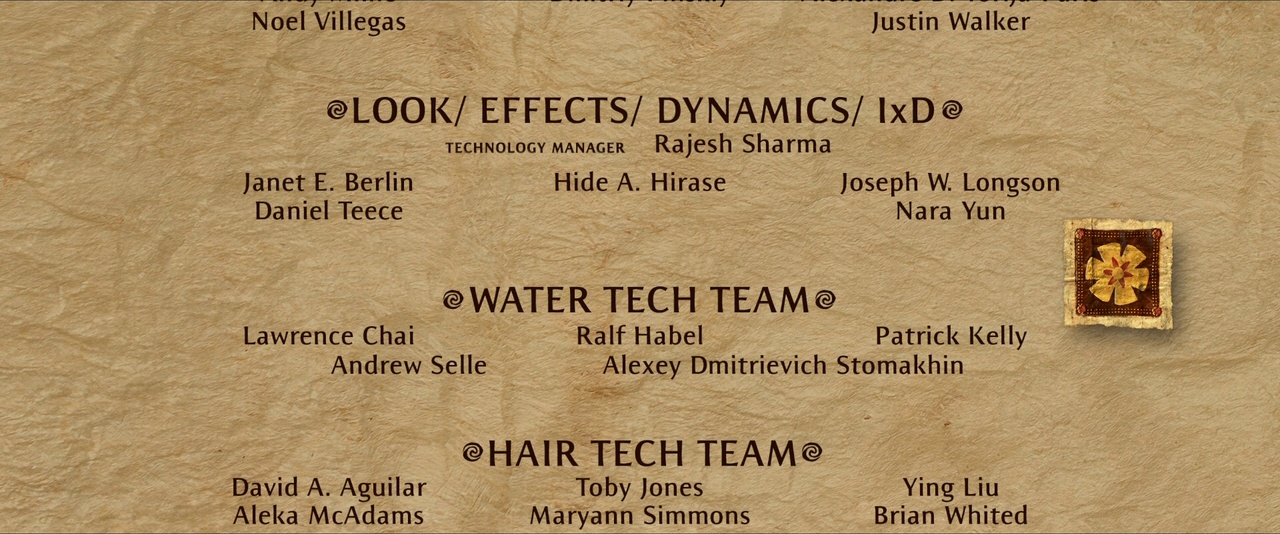 Noel Villegas Justin Walker
LOOK/ EFFECTS/ DYNAMICS/ IxD
TECHNOLOGY MANAGER Rajesh Sharma
Janet E. Berlin Hide A. Hirase Joseph W. Longson
Daniel Teece Nara Yun
WATER TECH TEAM
Lawrence Chai Ralf Habel Patrick Kelly
Andrew Selle Alexey Dmitrievich Stomakhin
HAIR TECH TEAM
David A. Aguilar Toby Jones Ying Liu
Aleka McAdams Maryann Simmons Brian Whited